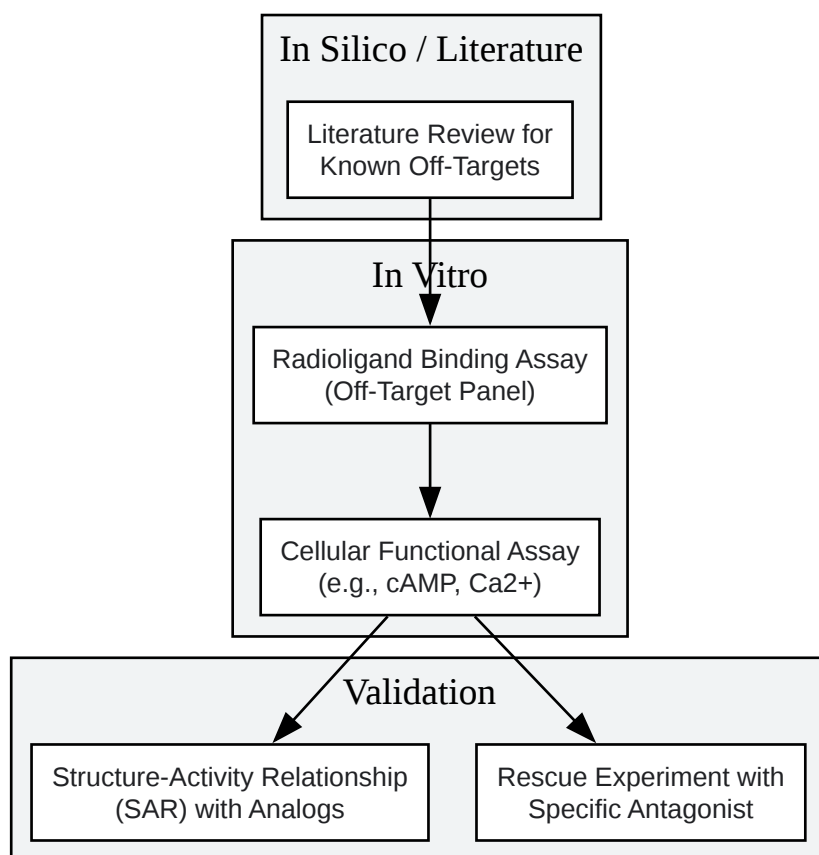 In Silico / Literature
Literature Review for
Known Off-Targets
In Vitro
Radioligand Binding Assay
(Off-Target Panel)
Cellular Functional Assay
(e.g., cAMP, Ca2+)
Validation
Structure-Activity Relationship
(SAR) with Analogs
Rescue Experiment with
Specific Antagonist